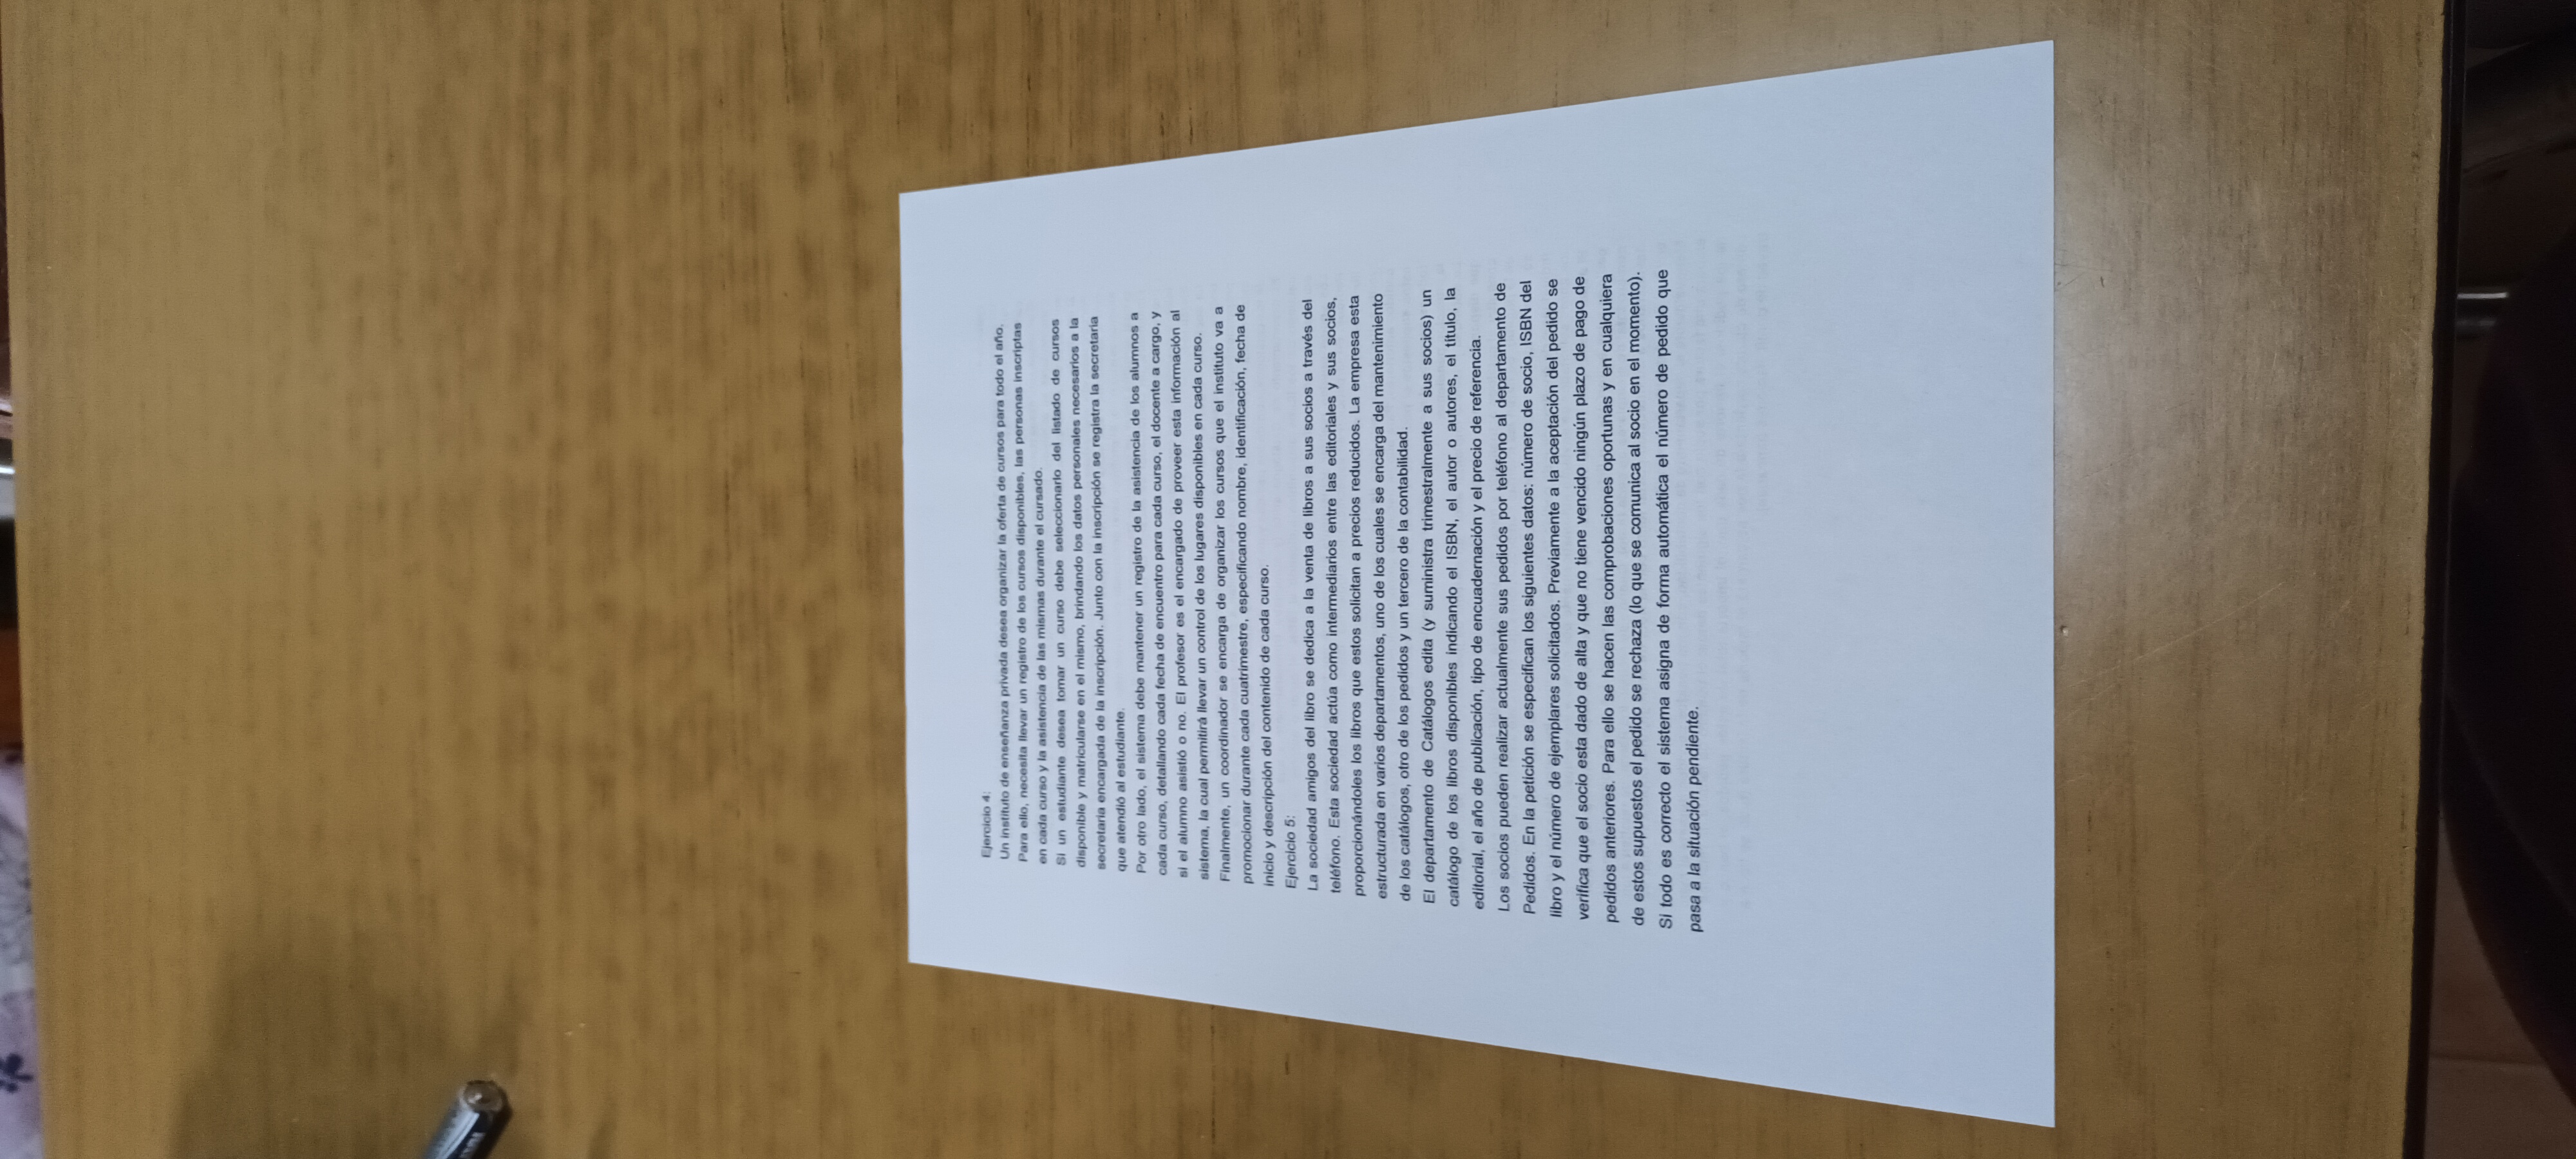 Ejercicio 4:
Un instituto de enseñanza privada desea organizar la oferta de cursos para todo el año.
Para ello, necesita llevar un registro de los cursos disponibles, las personas inscriptas
en cada curso y la asistencia de las mismas durante el cursado.
Si un estudiante desea tomar un curso debe seleccionarlo del listado de cursos
disponible y matricularse en el mismo, brindando los datos personales necesarios a la
secretaria encargada de la inscripción. Junto con la inscripción se registra la secretaria
que atendió al estudiante.
Por otro lado, el sistema debe mantener un registro de la asistencia de los alumnos a
cada curso, detallando cada fecha de encuentro para cada curso, el docente a cargo, y
si el alumno asistió o no. El profesor es el encargado de proveer esta información al
sistema, la cual permitirá llevar un control de los lugares disponibles en cada curso.
Finalmente, un coordinador se encarga de organizar los cursos que el instituto va a
promocionar durante cada cuatrimestre, especificando nombre, identificación, fecha de
inicio y descripción del contenido de cada curso.
Ejercicio 5:
La sociedad amigos del libro se dedica a la venta de libros a sus socios a través del
teléfono. Esta sociedad actúa como intermediarios entre las editoriales y sus socios,
proporcionándoles los libros que estos solicitan a precios reducidos. La empresa esta
estructurada en varios departamentos, uno de los cuales se encarga del mantenimiento
de los catálogos, otro de los pedidos y un tercero de la contabilidad.
El departamento de Catálogos edita (y suministra trimestralmente a sus socios) un
catálogo de los libros disponibles indicando el ISBN, el autor o autores, el título, la
editorial, el año de publicación, tipo de encuadernación y el precio de referencia.
Los socios pueden realizar actualmente sus pedidos por teléfono al departamento de
Pedidos. En la petición se especifican los siguientes datos: número de socio, ISBN del
libro y el número de ejemplares solicitados. Previamente a la aceptación del pedido se
verifica que el socio esta dado de alta y que no tiene vencido ningún plazo de pago de
pedidos anteriores. Para ello se hacen las comprobaciones oportunas y en cualquiera
de estos supuestos el pedido se rechaza (lo que se comunica al socio en el momento).
Si todo es correcto el sistema asigna de forma automática el número de pedido que
pasa a la situación pendiente.